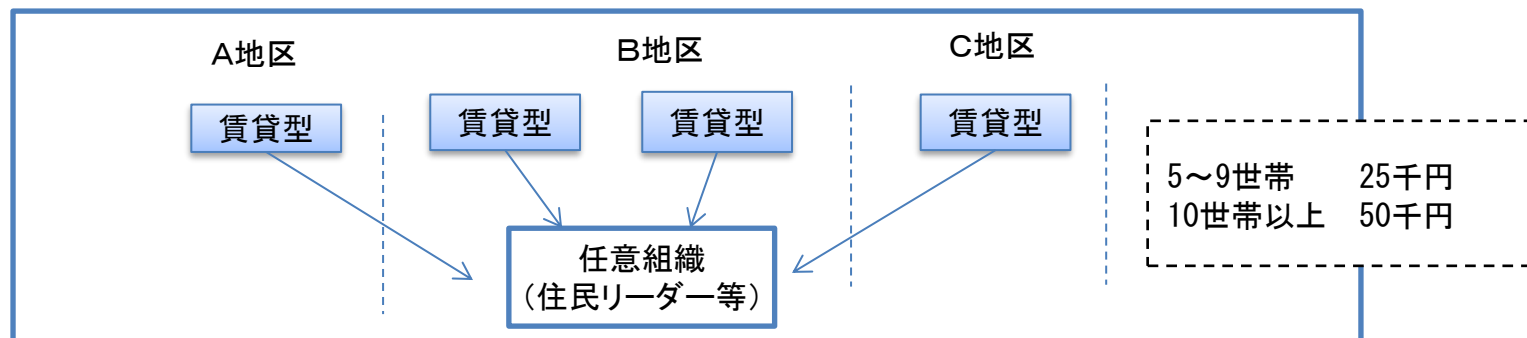 A地区
B地区
C地区
賃貸型
賃貸型
賃貸型
賃貸型
5～9世帯　　25千円
10世帯以上　50千円
任意組織
（住民リーダー等）